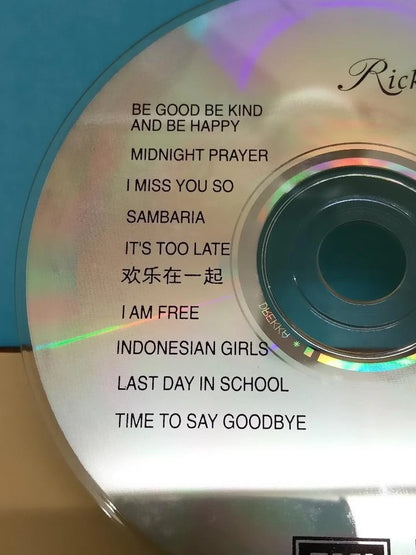 Rick
BE GOOD BE KIND
AND BE HAPPY
MIDNIGHT PRAYER
I MISS YOU SO
SAMBARIA
IT'S TOO LATE
欢乐在一起
I AM FREE
INDONESIAN GIRLS
LAST DAY IN SCHOOL
TIME TO SAY GOODBYE